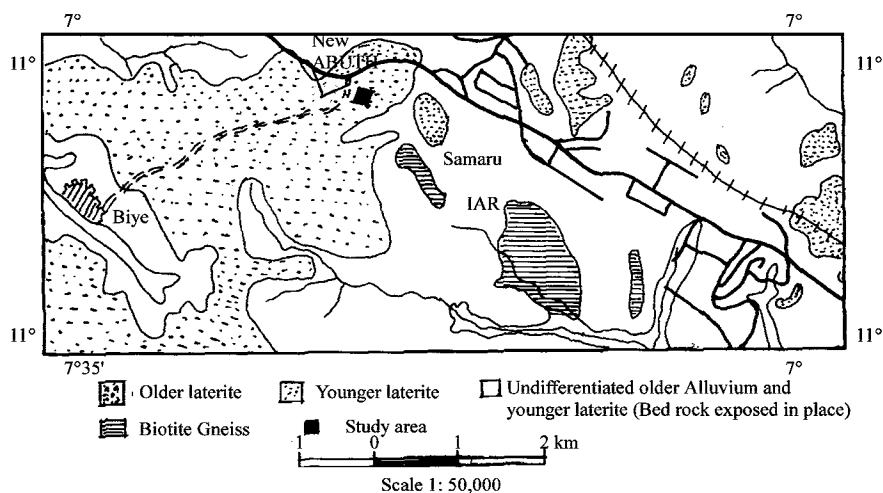 7° 7°
11° 11°
New
ABUTH
Samaru
IAR
Biye
11° 11°
7°35' 7°
Older laterite Younger laterite Undifferentiated older Alluvium and
younger laterite (Bed rock exposed in place)
Biotite Gneiss Study area
1 0 1 2 km
Scale 1: 50,000